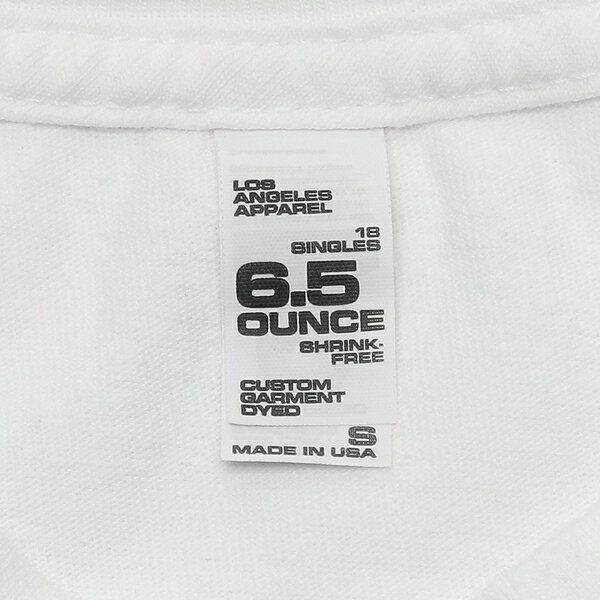 LOS
ANGELES
APPAREL
18
SINGLES
6.5
OUNCE
SHRINK-
FREE
CUSTOM
GARMENT
DYED
S
MADE IN USA